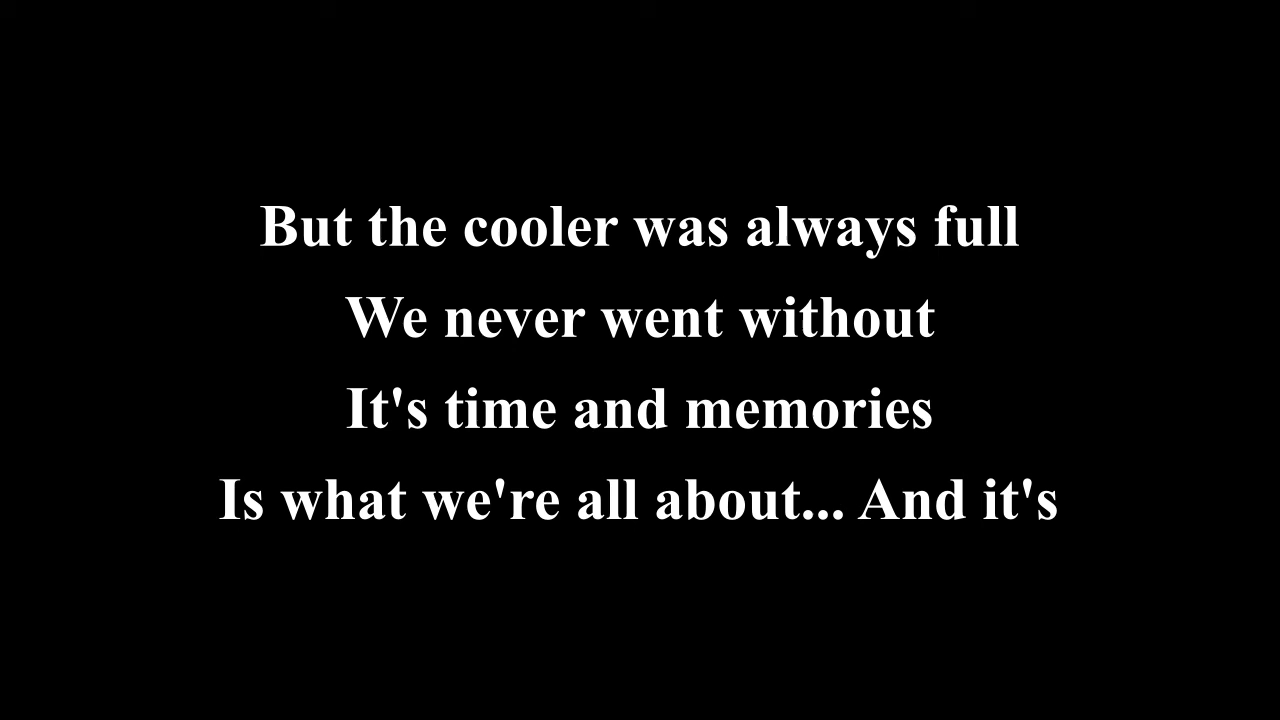 But the cooler was always full
We never went without
It's time and memories
Is what we're all about... And it's